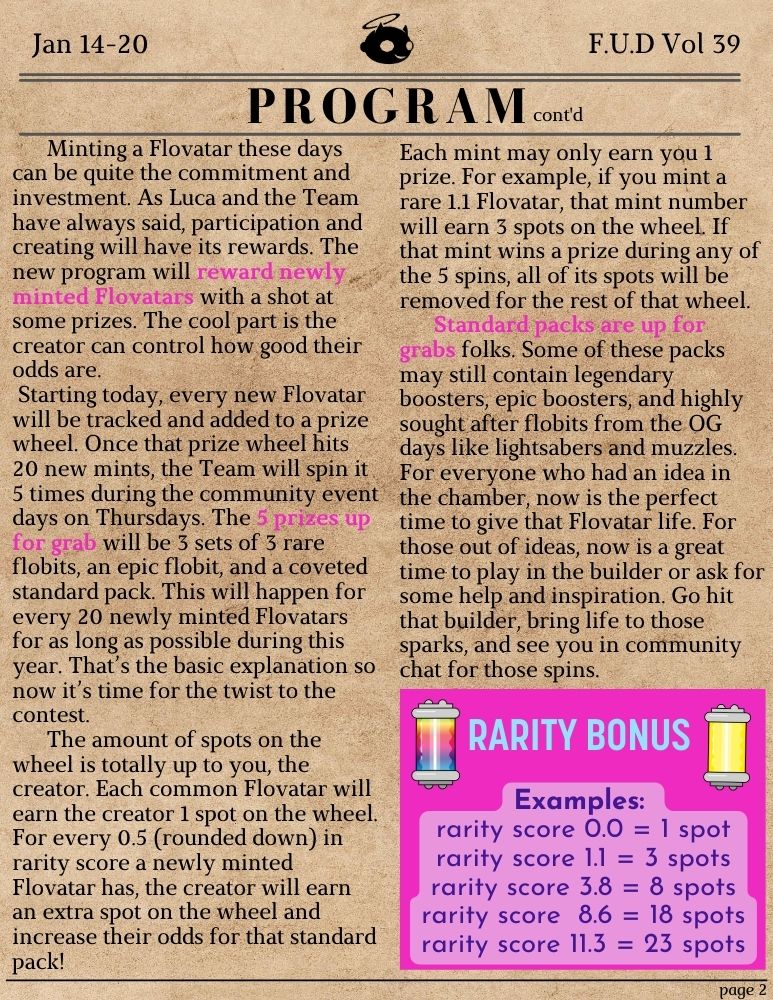 Jan 14-20
F.U.D Vol 39
PROGRAM cont'd
Minting a Flovatar these days
can be quite the commitment and
investment. As Luca and the Team
have always said, participation and
creating will have its rewards. The
new program will reward newly
minted Flovatars with a shot at
some prizes. The cool part is the
creator can control how good their
odds are.
Starting today, every new Flovatar
will be tracked and added to a prize
wheel. Once that prize wheel hits
20 new mints, the Team will spin it
5 times during the community event
days on Thursdays. The 5 prizes up
for grab will be 3 sets of 3 rare
flobits, an epic flobit, and a coveted
standard pack. This will happen for
every 20 newly minted Flovatars
for as long as possible during this
year. That's the basic explanation so
now it's time for the twist to the
contest.
The amount of spots on the
wheel is totally up to you, the
creator. Each common Flovatar will
earn the creator 1 spot on the wheel.
For every 0.5 (rounded down) in
rarity score a newly minted
Flovatar has, the creator will earn
an extra spot on the wheel and
increase their odds for that standard
pack!
Each mint may only earn you 1
prize. For example, if you mint a
rare 1.1 Flovatar, that mint number
will earn 3 spots on the wheel. If
that mint wins a prize during any of
the 5 spins, all of its spots will be
removed for the rest of that wheel.
Standard packs are up for
grabs folks. Some of these packs
may still contain legendary
boosters, epic boosters, and highly
sought after flobits from the OG
days like lightsabers and muzzles.
For everyone who had an idea in
the chamber, now is the perfect
time to give that Flovatar life. For
those out of ideas, now is a great
time to play in the builder or ask for
some help and inspiration. Go hit
that builder, bring life to those
sparks, and see you in community
chat for those spins.
RARITY BONUS
Examples:
rarity score 0.0 = 1 spot
rarity score 1.1 = 3 spots
rarity score 3.8 = 8 spots
rarity score 8.6 = 18 spots
rarity score 11.3 = 23 spots
page 2